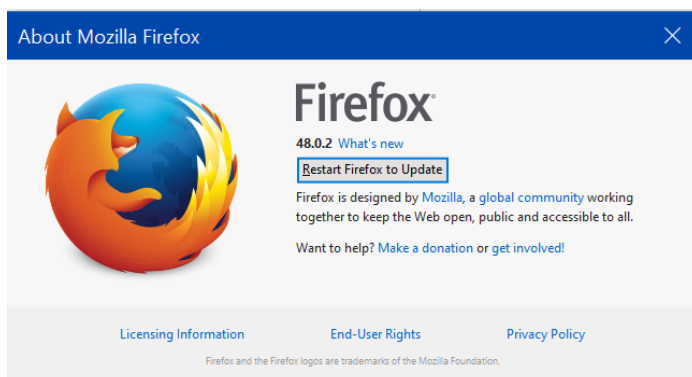 About Mozilla Firefox
Firefox
48.0.2 What's new
Restart Firefox to Update
Firefox is designed by Mozilla, a global community working
together to keep the Web open, public and accessible to all.
Want to help? Make a donation or get involved!
Licensing Information End-User Rights Privacy Policy
Firefox and the Firefox logos are trademarks of the Mozilla Foundation.